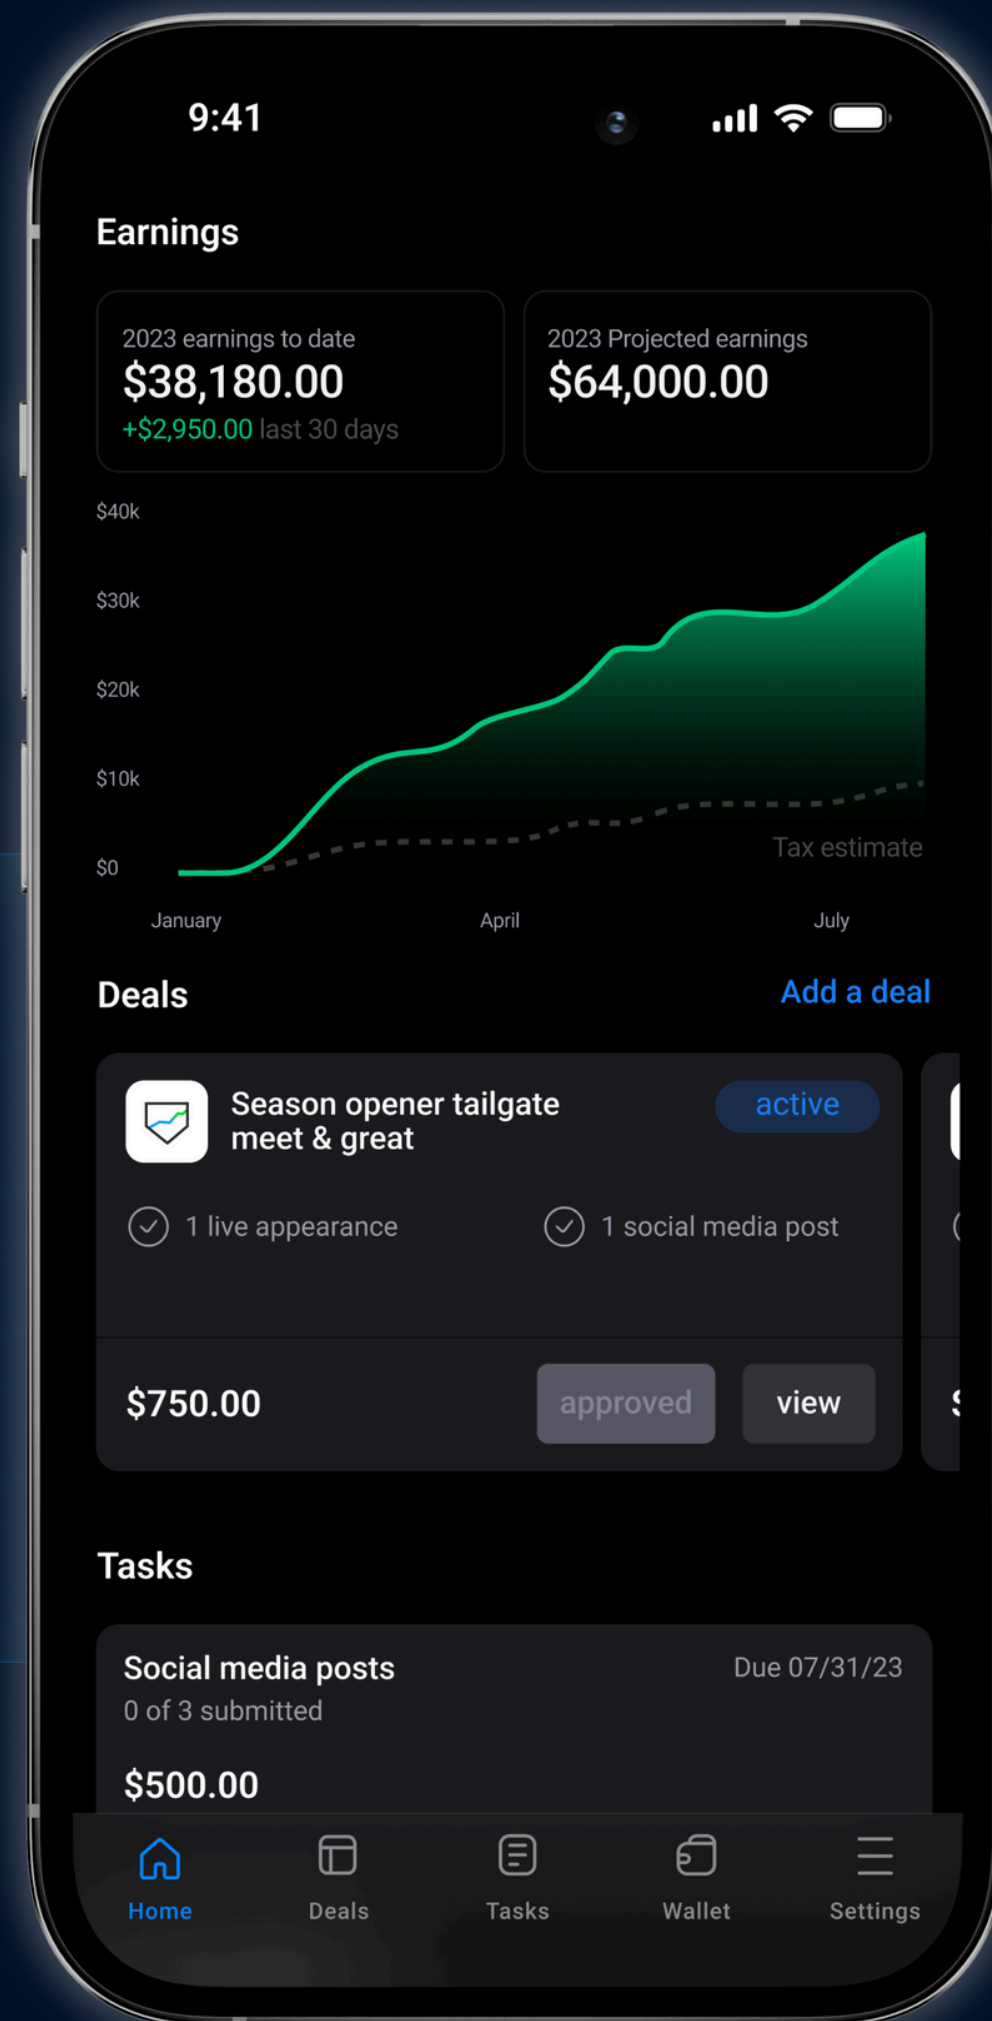 9:41
Earnings
2023 earnings to date
$38,180.00
+$2,950.00 last 30 days
2023 Projected earnings
$64,000.00
$40k
$30k
$20k
$10k
$0
Tax estimate
January April July
Deals
Add a deal
Season opener tailgate
meet & great
active
1 live appearance
1 social media post
$750.00
approved
view
Tasks
Social media posts
Due 07/31/23
0 of 3 submitted
$500.00
Home Deals Tasks Wallet Settings